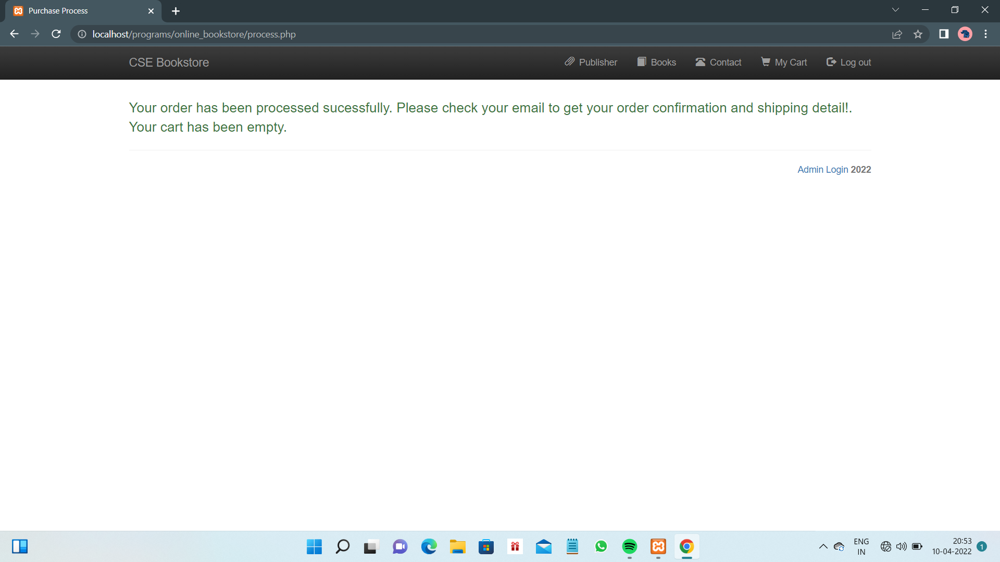 Purchase Process
localhost/programs/online_bookstore/process.php
CSE Bookstore
Publisher
Books
Contact
My Cart
Log out
Your order has been processed sucessfully. Please check your email to get your order confirmation and shipping detail!.
Your cart has been empty.
Admin Login 2022
ENG
IN
20:53
10-04-2022
1